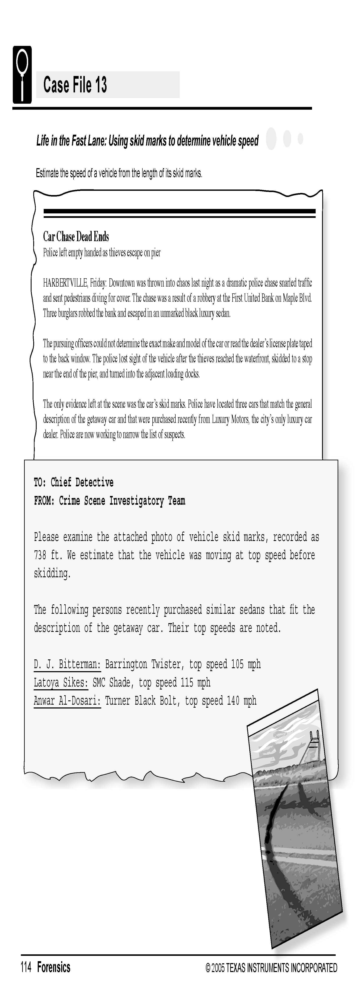 Case File 13
Life in the Fast Lane: Using skid marks to determine vehicle speed
Estimate the speed of a vehicle from the length of its skid marks.
Car Chase Dead Ends
Police left empty handed as thieves escape on pier
HARBERTVILLE, Friday: Downtown was thrown into chaos last night as a dramatic police chase snarled traffic
and sent pedestrians diving for cover. The chase was a result of a robbery at the First United Bank on Maple Blvd.
Three burglars robbed the bank and escaped in an unmarked black luxury sedan.
The pursuing officers could not determine the exact make and model of the car or read the dealer's license plate taped
to the back window. The police lost sight of the vehicle after the thieves reached the waterfront, skidded to a stop
near the end of the pier, and turned into the adjacent loading docks.
The only evidence left at the scene was the car's skid marks. Police have located three cars that match the general
description of the getaway car and that were purchased recently from Luxury Motors, the city's only luxury car
dealer. Police are now working to narrow the list of suspects.
TO: Chief Detective
FROM: Crime Scene Investigatory Team
Please examine the attached photo of vehicle skid marks, recorded as
738 ft. We estimate that the vehicle was moving at top speed before
skidding.
The following persons recently purchased similar sedans that fit the
description of the getaway car. Their top speeds are noted.
D. J. Bitterman: Barrington Twister, top speed 105 mph
Latoya Sikes: SMC Shade, top speed 115 mph
Anwar Al-Dosari: Turner Black Bolt, top speed 140 mph
114 Forensics
© 2005 TEXAS INSTRUMENTS INCORPORATED